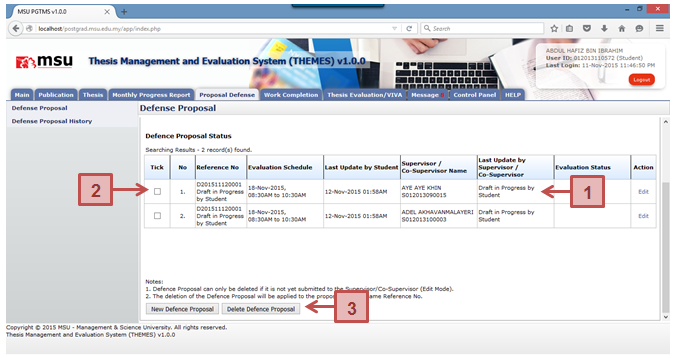 MSU PGTMS v1.0.0
localhost/postgrad.msu.edu.my/app/index.php
Search
msu
Thesis Management and Evaluation System (THEMES) v1.0.0
ABDUL HAFIZ BIN IBRAHIM
User ID: 012013110572 (Student)
Last Login: 11-Nov-2015 11:46:50 PM
Logout
Main Publication Thesis Monthly Progress Report Proposal Defense Work Completion Thesis Evaluation/VIVA Message Control Panel HELP
Defense Proposal
Defense Proposal History
Defense Proposal
Defence Proposal Status
Searching Results - 2 record(s) found.
Tick No Reference No Evaluation Schedule Last Update by Student Supervisor / Co-Supervisor Name Last Update by Supervisor / Co-Supervisor Evaluation Status Action
1. D201511120001 Draft in Progress by Student 18-Nov-2015, 08:30AM to 10:30AM 12-Nov-2015 01:58AM AYE AYE KHIN S012013090015 Draft in Progress by Student Edit
2. D201511120001 Draft in Progress by Student 18-Nov-2015, 08:30AM to 10:30AM 12-Nov-2015 01:58AM ADEL AKHAVANMALAYERI S012013100003 Draft in Progress by Student Edit
2
1
Notes:
1. Defence Proposal can only be deleted if it is not yet submitted to the Supervisor/Co-Supervisor (Edit Mode).
2. The deletion of the Defence Proposal will be applied to the propo ame Reference No.
New Defence Proposal Delete Defence Proposal
3
Copyright © 2015 MSU - Management & Science University. All rights reserved.
Thesis Management and Evaluation System (THEMES) v1.0.0